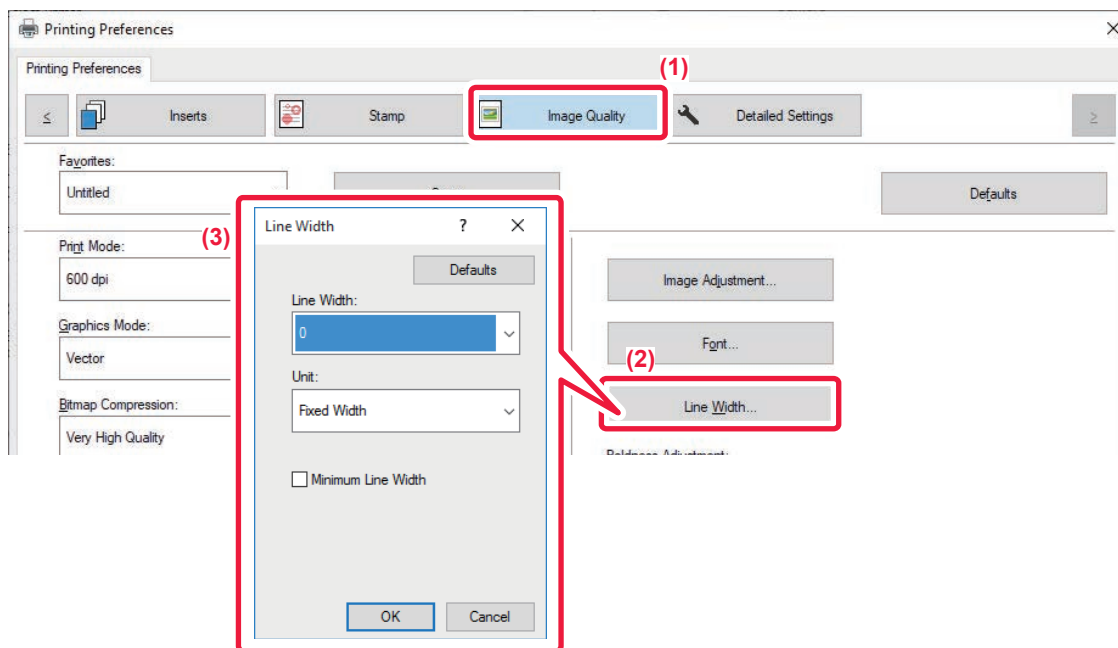 Printing Preferences
Printing Preferences
(1)
<
Inserts
Stamp
Image Quality
Detailed Settings
>
Favorites:
Untitled
Defaults
(3)
Print Mode:
600 dpi
Graphics Mode:
Vector
Bitmap Compression:
Very High Quality
Line Width
?
Defaults
Line Width:
0
Unit:
Fixed Width
Minimum Line Width
OK
Cancel
Image Adjustment...
Font...
(2)
Line Width...